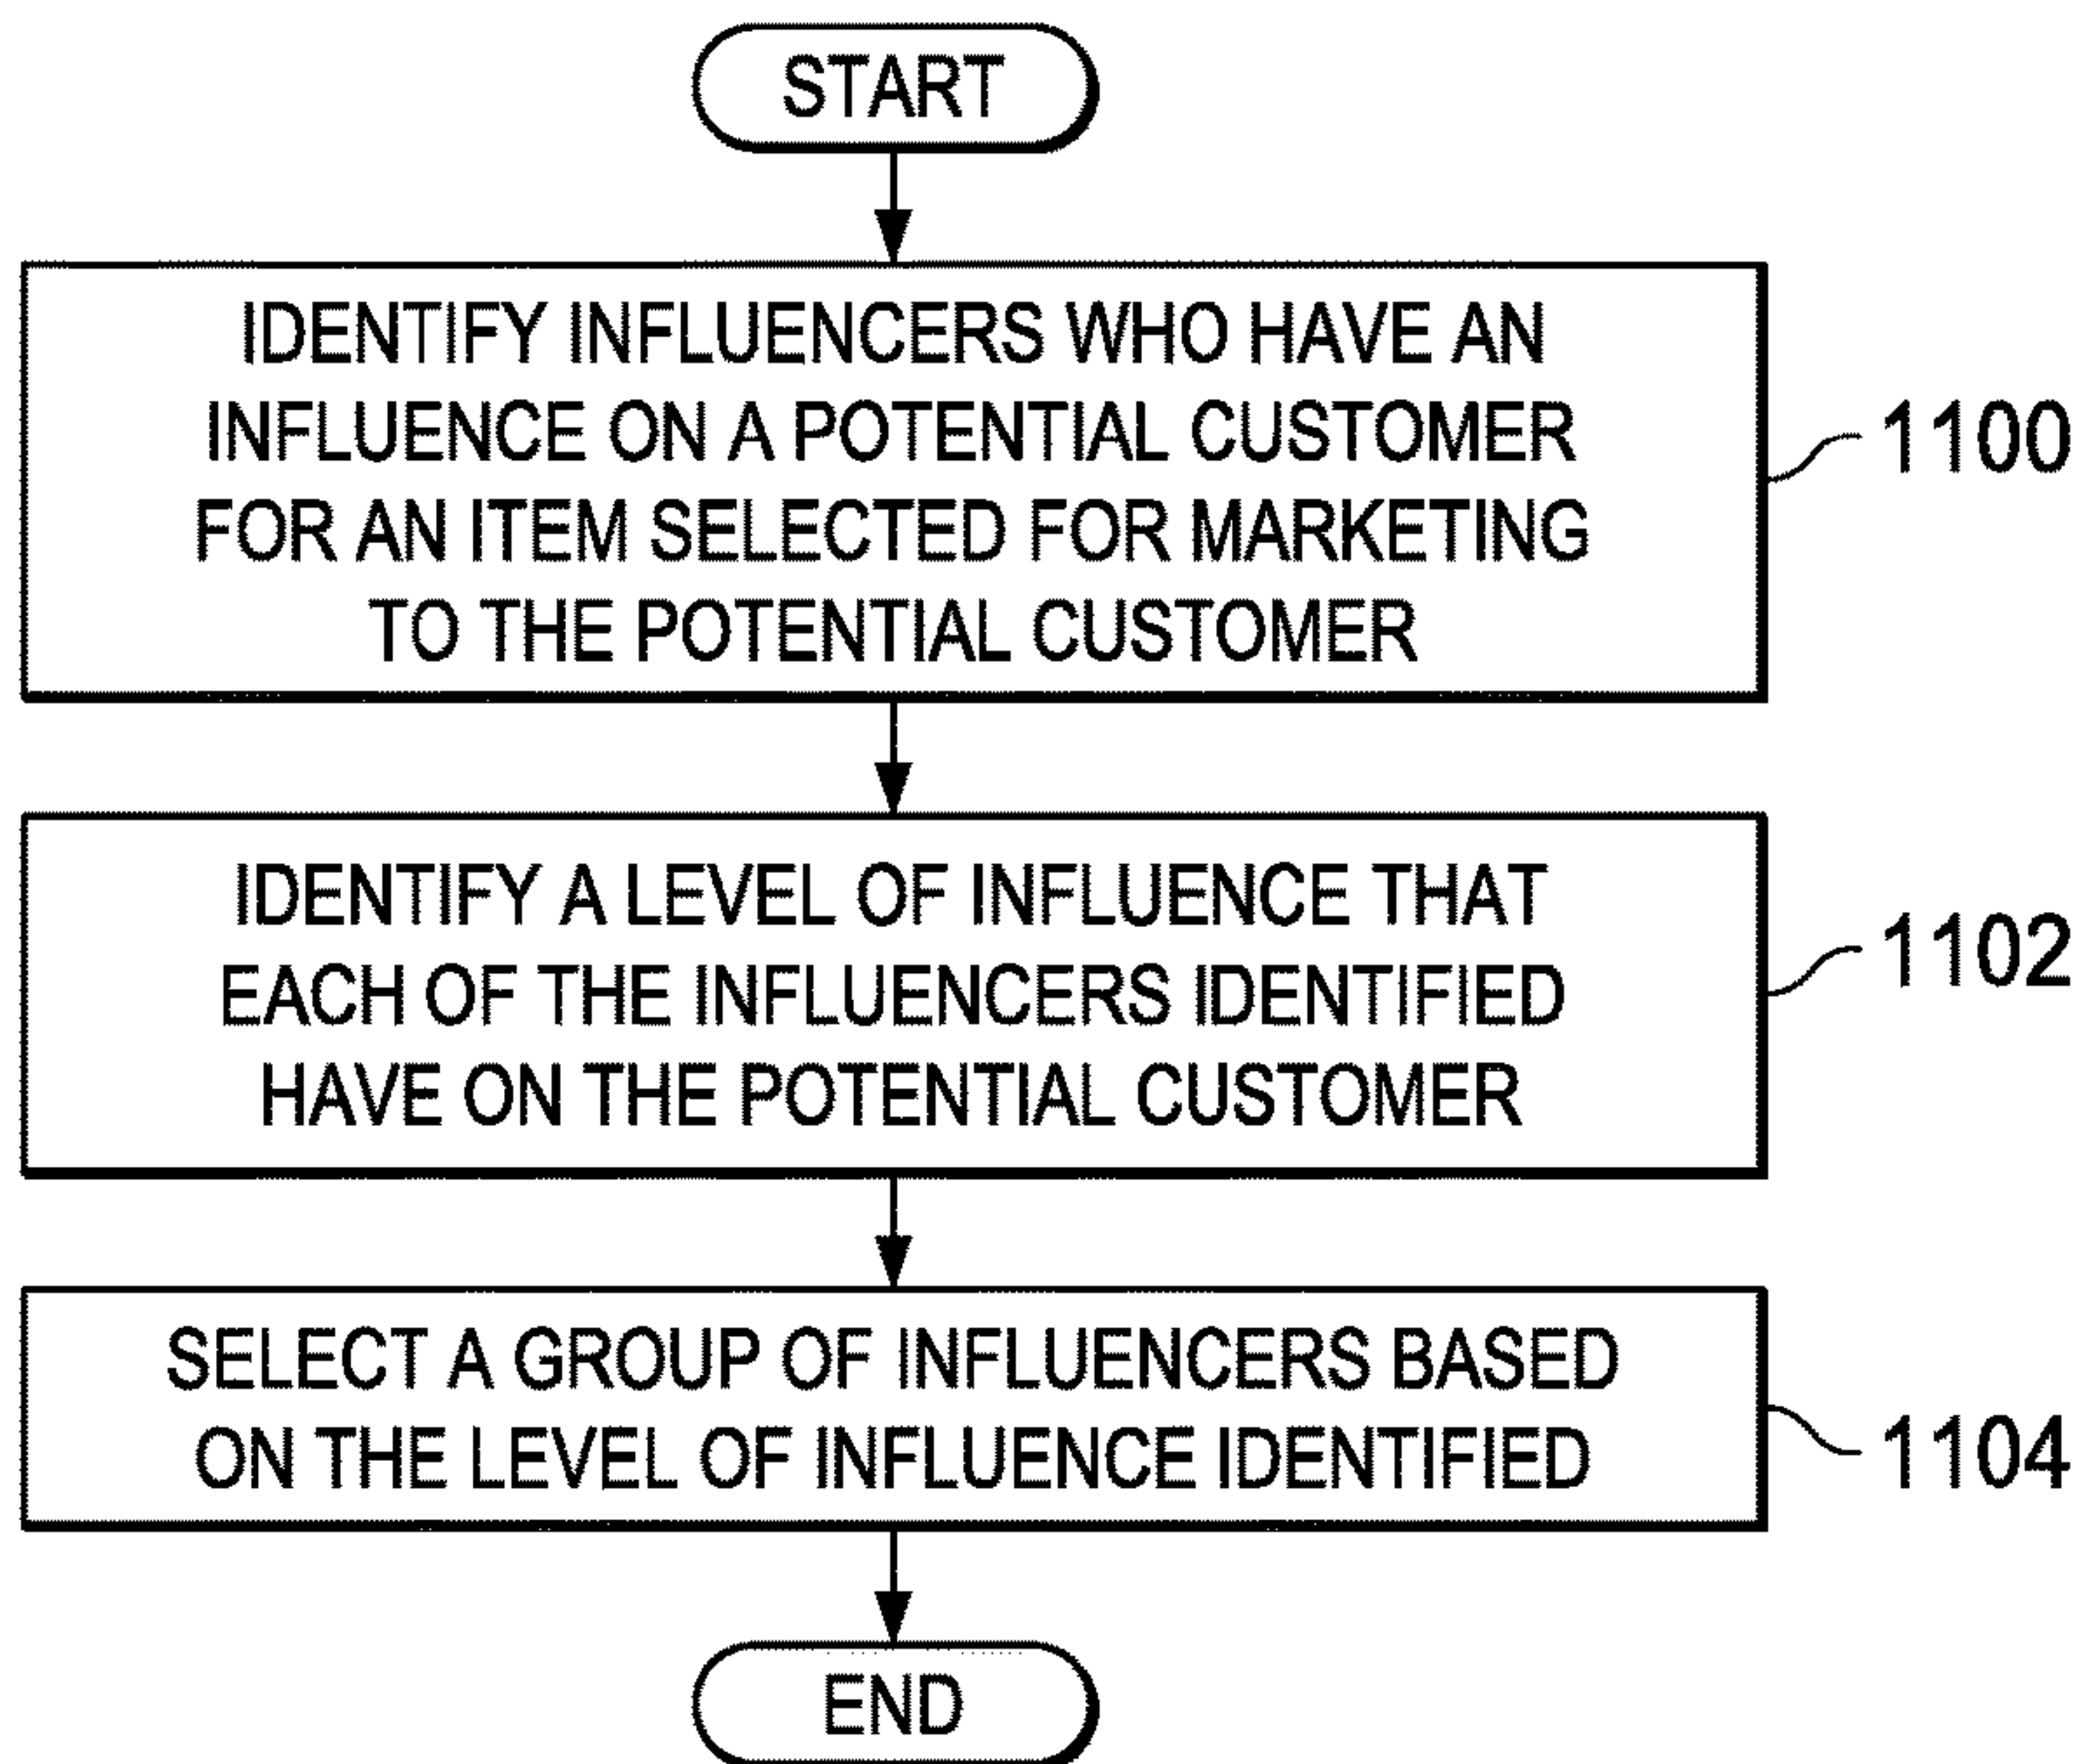 START
IDENTIFY INFLUENCERS WHO HAVE AN
INFLUENCE ON A POTENTIAL CUSTOMER
FOR AN ITEM SELECTED FOR MARKETING
TO THE POTENTIAL CUSTOMER
1100
IDENTIFY A LEVEL OF INFLUENCE THAT
EACH OF THE INFLUENCERS IDENTIFIED
HAVE ON THE POTENTIAL CUSTOMER
1102
SELECT A GROUP OF INFLUENCERS BASED
ON THE LEVEL OF INFLUENCE IDENTIFIED
1104
END